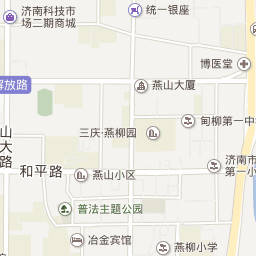 济南科技市
场二期商城
统一银座
博医堂
解放路
燕山大厦
甸柳第一中
三庆·燕柳园
山大路
和平路
燕山小区
济南市
第一小
普法主题公园
冶金宾馆
燕柳小学